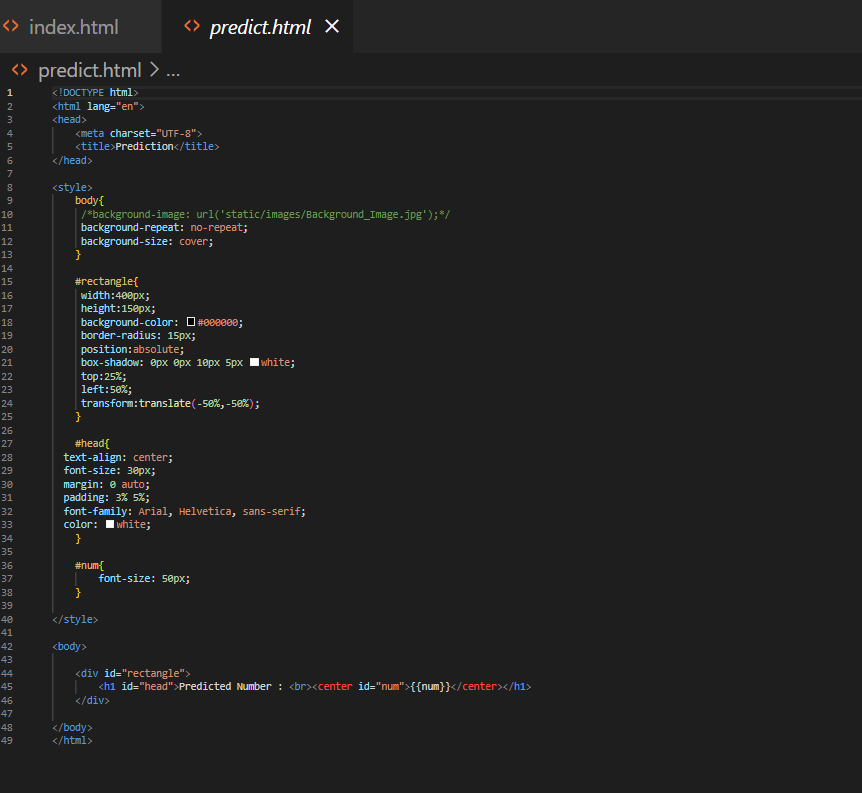 index.html
predict.html
predict.html > ...
1 <!DOCTYPE html>
2 <html lang="en">
3 <head>
4     <meta charset="UTF-8">
5     <title>Prediction</title>
6 </head>
7
8 <style>
9     body{
10      /*background-image: url('static/images/Background_Image.jpg');*/
11      background-repeat: no-repeat;
12      background-size: cover;
13     }
14
15     #rectangle{
16      width:400px;
17      height:150px;
18      background-color: #000000;
19      border-radius: 15px;
20      position:absolute;
21      box-shadow: 0px 0px 10px 5px white;
22      top:25%;
23      left:50%;
24      transform:translate(-50%,-50%);
25     }
26
27     #head{
28   text-align: center;
29   font-size: 30px;
30   margin: 0 auto;
31   padding: 3% 5%;
32   font-family: Arial, Helvetica, sans-serif;
33   color: white;
34     }
35
36     #num{
37         font-size: 50px;
38     }
39
40 </style>
41
42 <body>
43
44     <div id="rectangle">
45         <h1 id="head">Predicted Number : <br><center id="num">{{num}}</center></h1>
46     </div>
47
48 </body>
49 </html>